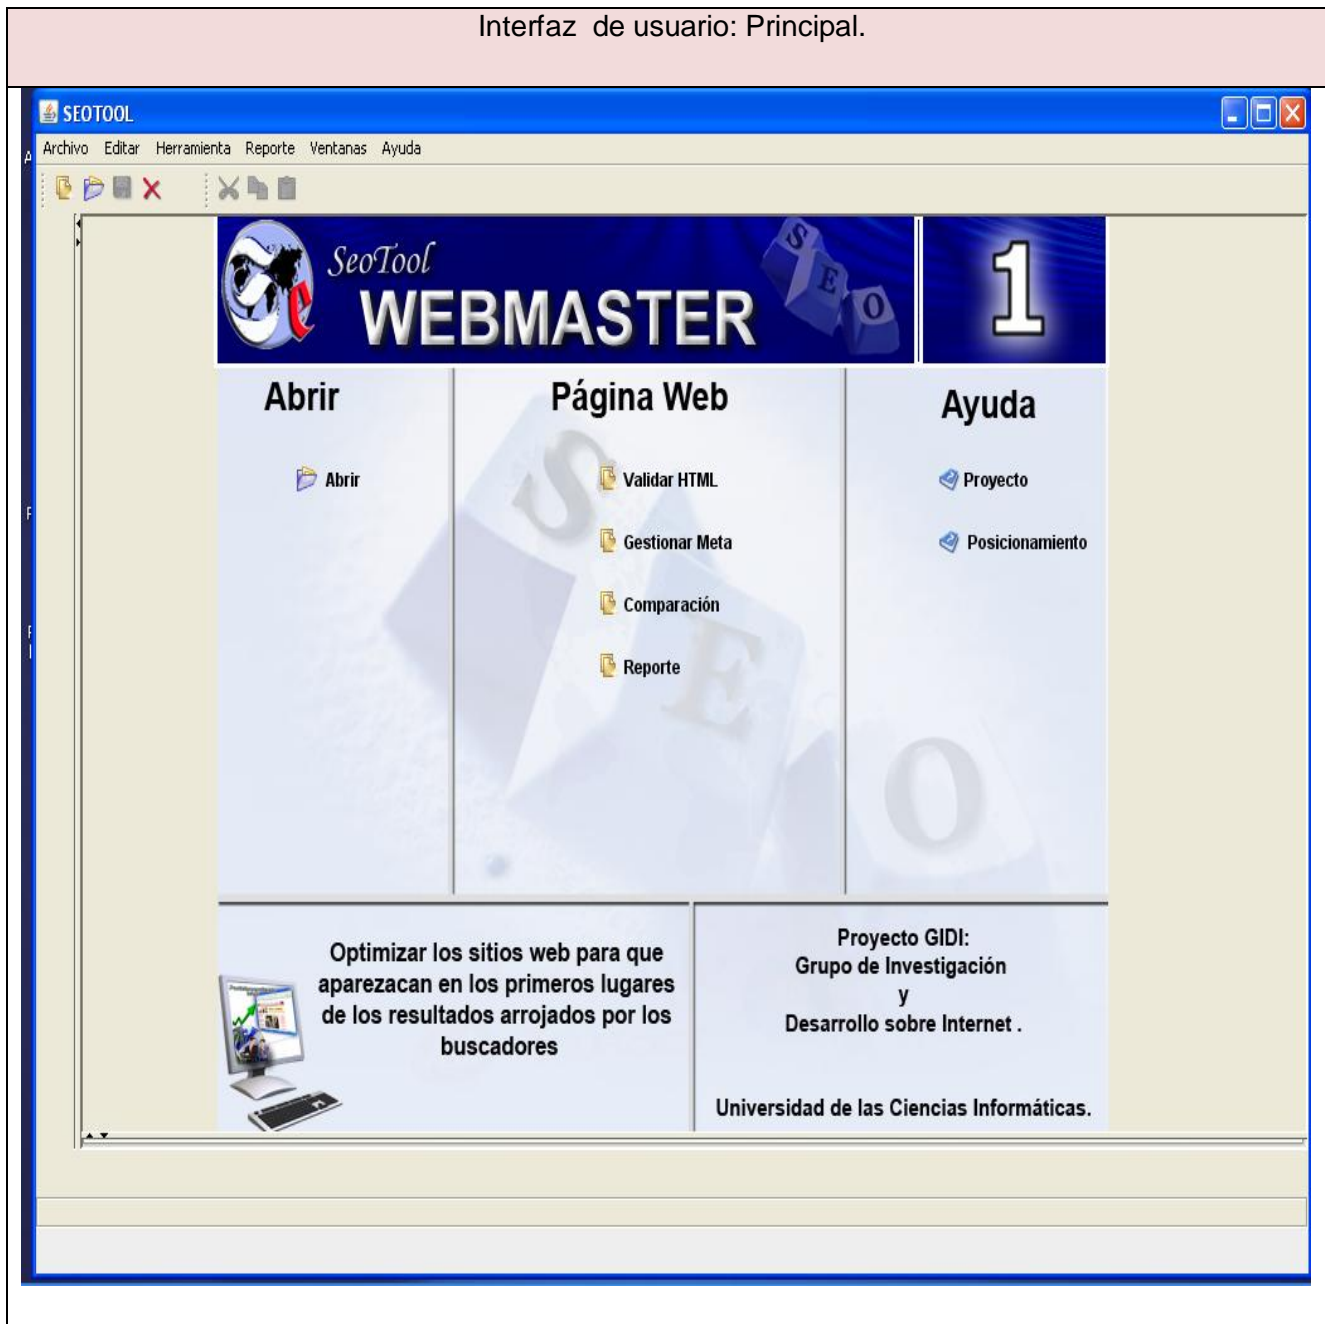 Interfaz de usuario: Principal.
SEOTOOL
Archivo Editar Herramienta Reporte Ventanas Ayuda
SeoTool
WEBMASTER
S E O
1
Abrir
Página Web
Ayuda
Abrir
Validar HTML
Proyecto
Gestionar Meta
Posicionamiento
Comparación
Reporte
S
E
O
Optimizar los sitios web para que
aparezacan en los primeros lugares
de los resultados arrojados por los
buscadores
Proyecto GIDI:
Grupo de Investigación
y
Desarrollo sobre Internet .
Universidad de las Ciencias Informáticas.